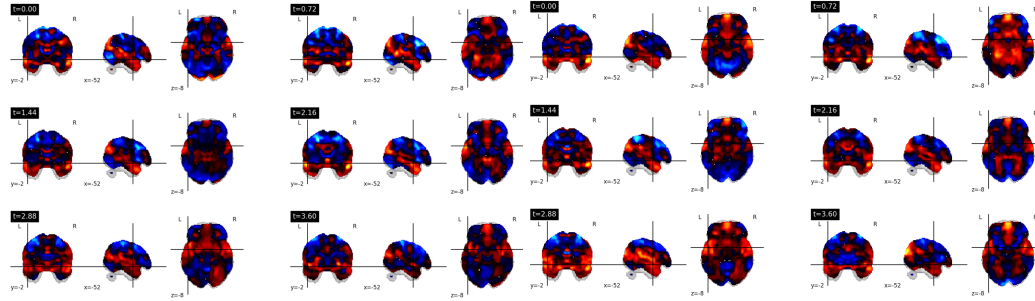 t=0.00
L R L R
y=-2 x=-52 z=-8
t=0.72
L R L R
y=-2 x=-52 z=-8
t=0.00
L R L R
y=-2 x=-52 z=-8
t=0.72
L R L R
y=-2 x=-52 z=-8
t=1.44
L R L R
y=-2 x=-52 z=-8
t=2.16
L R L R
y=-2 x=-52 z=-8
t=1.44
L R L R
y=-2 x=-52 z=-8
t=2.16
L R L R
y=-2 x=-52 z=-8
t=2.88
L R L R
y=-2 x=-52 z=-8
t=3.60
L R L R
y=-2 x=-52 z=-8
t=2.88
L R L R
y=-2 x=-52 z=-8
t=3.60
L R L R
y=-2 x=-52 z=-8